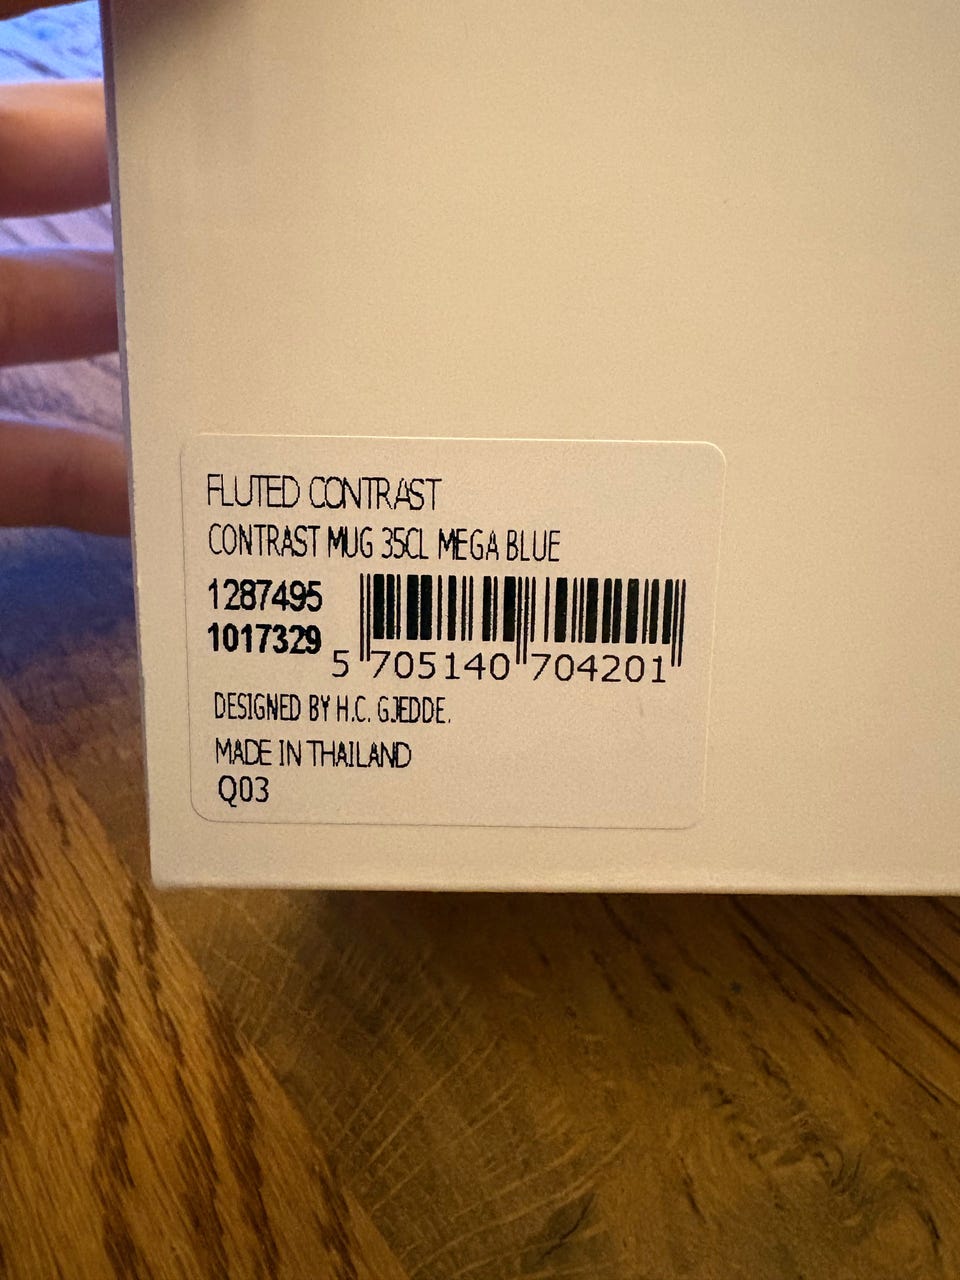 FLUTED CONTRAST
CONTRAST MUG 35CL MEGA BLUE
1287495
1017329
5 705140 704201
DESIGNED BY H.C. GJEDDE.
MADE IN THAILAND
Q03